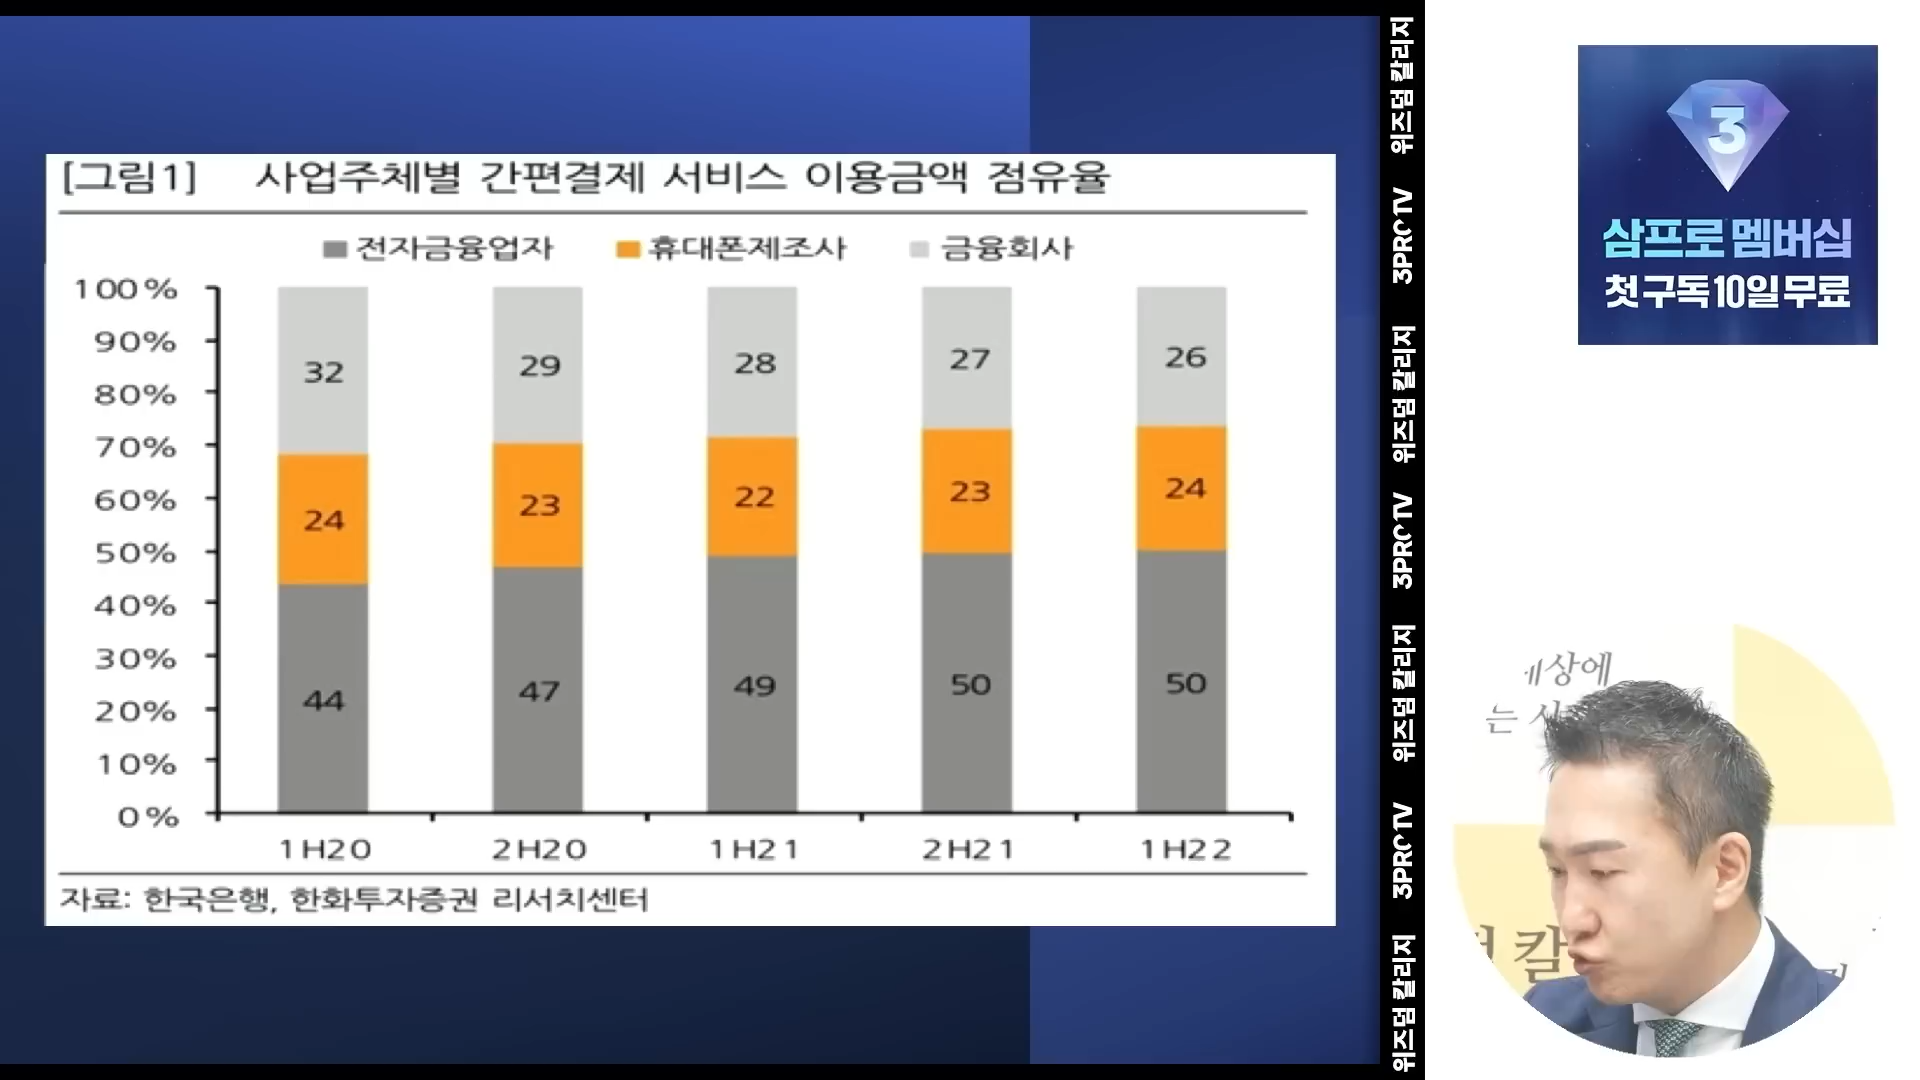 [그림1] 사업주체별 간편결제 서비스 이용금액 점유율
전자금융업자 휴대폰제조사 금융회사
100%
90%
80%
70%
60%
50%
40%
30%
20%
10%
0%
32 29 28 27 26
24 23 22 23 24
44 47 49 50 50
1H20 2H20 1H21 2H21 1H22
자료: 한국은행, 한화투자증권 리서치센터
위즈덤 칼리지
3PROTV
위즈덤 칼리지
3PROTV
위즈덤 칼리지
3PROTV
위즈덤 칼리지
3
삼프로 멤버십
첫 구독 10일 무료
상에
는
칼